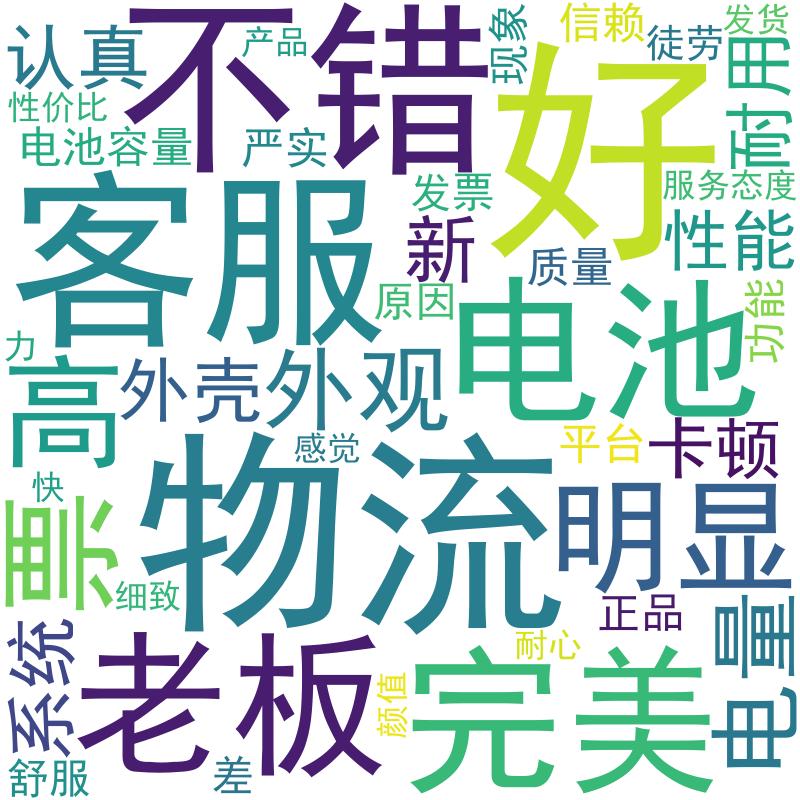 认真
不错
产品
现象
信赖
徒劳
发货
好
耐用
性价比
电池容量
严实
发票
服务态度
客服
新
性能
质量
原因
电池
功能
力
高
外壳
外观
感觉
平台
卡顿
快
物流
票
明显
细致
正品
电量
系统
老板
耐心
颜值
完美
舒服
差